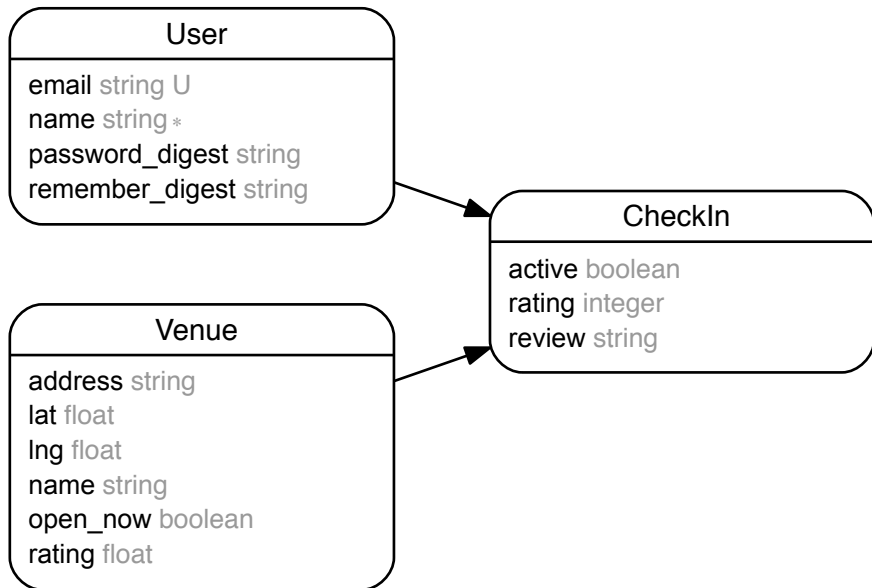 User
email string U
name string *
password_digest string
remember_digest string
CheckIn
active boolean
rating integer
review string
Venue
address string
lat float
lng float
name string
open_now boolean
rating float